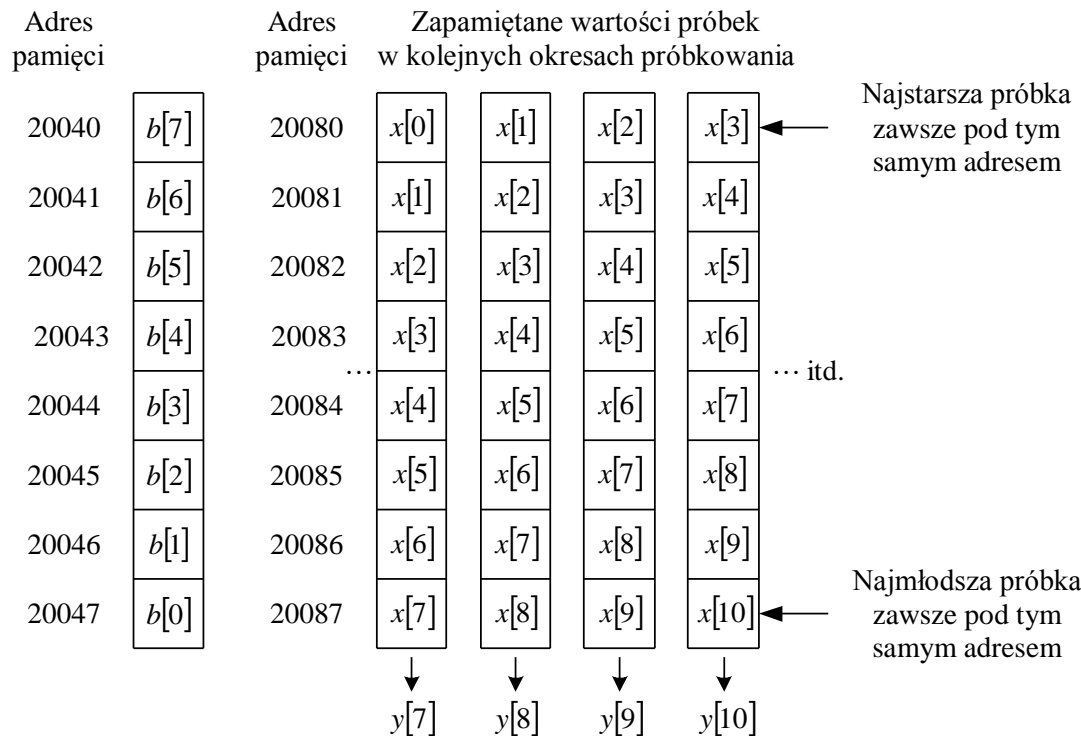 Adres pamięci
Adres pamięci
Zapamiętane wartości próbek
w kolejnych okresach próbkowania
20040 b[7] 20080 x[0] x[1] x[2] x[3]
20041 b[6] 20081 x[1] x[2] x[3] x[4]
20042 b[5] 20082 x[2] x[3] x[4] x[5]
20043 b[4] 20083 x[3] x[4] x[5] x[6]
… … itd.
20044 b[3] 20084 x[4] x[5] x[6] x[7]
20045 b[2] 20085 x[5] x[6] x[7] x[8]
20046 b[1] 20086 x[6] x[7] x[8] x[9]
20047 b[0] 20087 x[7] x[8] x[9] x[10]
y[7] y[8] y[9] y[10]
Najstarsza próbka
zawsze pod tym
samym adresem
Najmłodsza próbka
zawsze pod tym
samym adresem